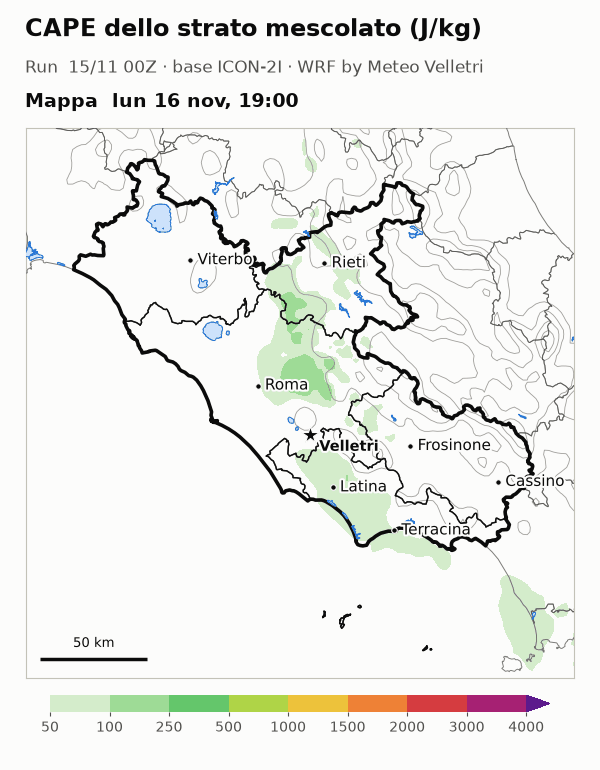 CAPE dello strato mescolato (J/kg)
Run  15/11 00Z · base ICON-2I · WRF by Meteo Velletri
Mappa  lun 16 nov, 19:00
Viterbo
Rieti
Roma
Velletri
Frosinone
Latina
Cassino
Terracina
50 km
50 100 250 500 1000 1500 2000 3000 4000